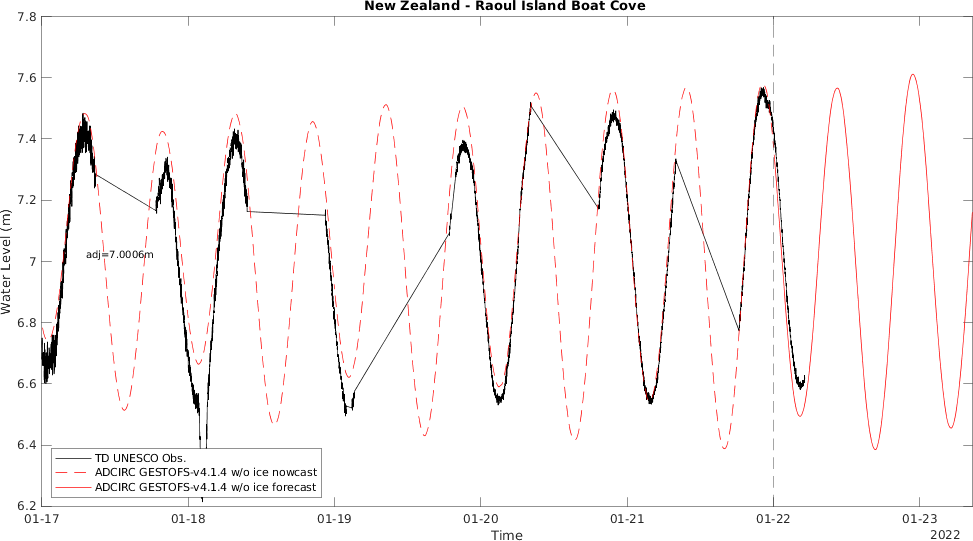 New Zealand - Raoul Island Boat Cove
7.8
7.6
7.4
7.2
7
6.8
6.6
6.4
6.2
Water Level (m)
adj=7.0006m
TD UNESCO Obs.
ADCIRC GESTOFS-v4.1.4 w/o ice nowcast
ADCIRC GESTOFS-v4.1.4 w/o ice forecast
01-17 01-18 01-19 01-20 01-21 01-22 01-23
Time
2022